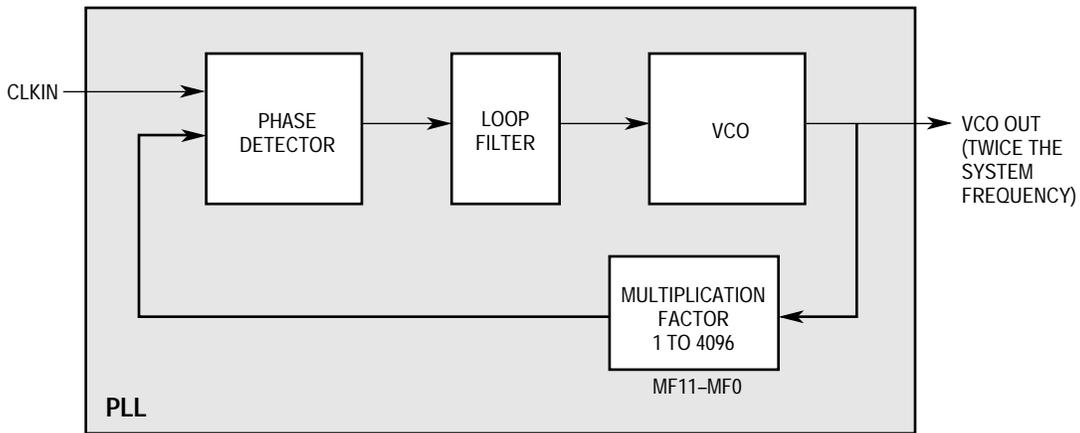 CLKIN
PHASE
DETECTOR
LOOP
FILTER
VCO
VCO OUT
(TWICE THE
SYSTEM
FREQUENCY)
MULTIPLICATION
FACTOR
1 TO 4096
MF11–MF0
PLL